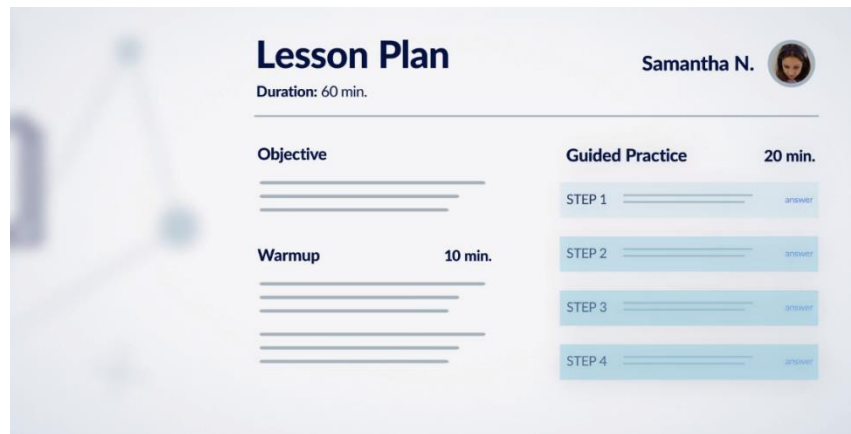 Lesson Plan
Samantha N.
Duration: 60 min.
Objective
Warmup 10 min.
Guided Practice 20 min.
STEP 1 answer
STEP 2 answer
STEP 3 answer
STEP 4 answer